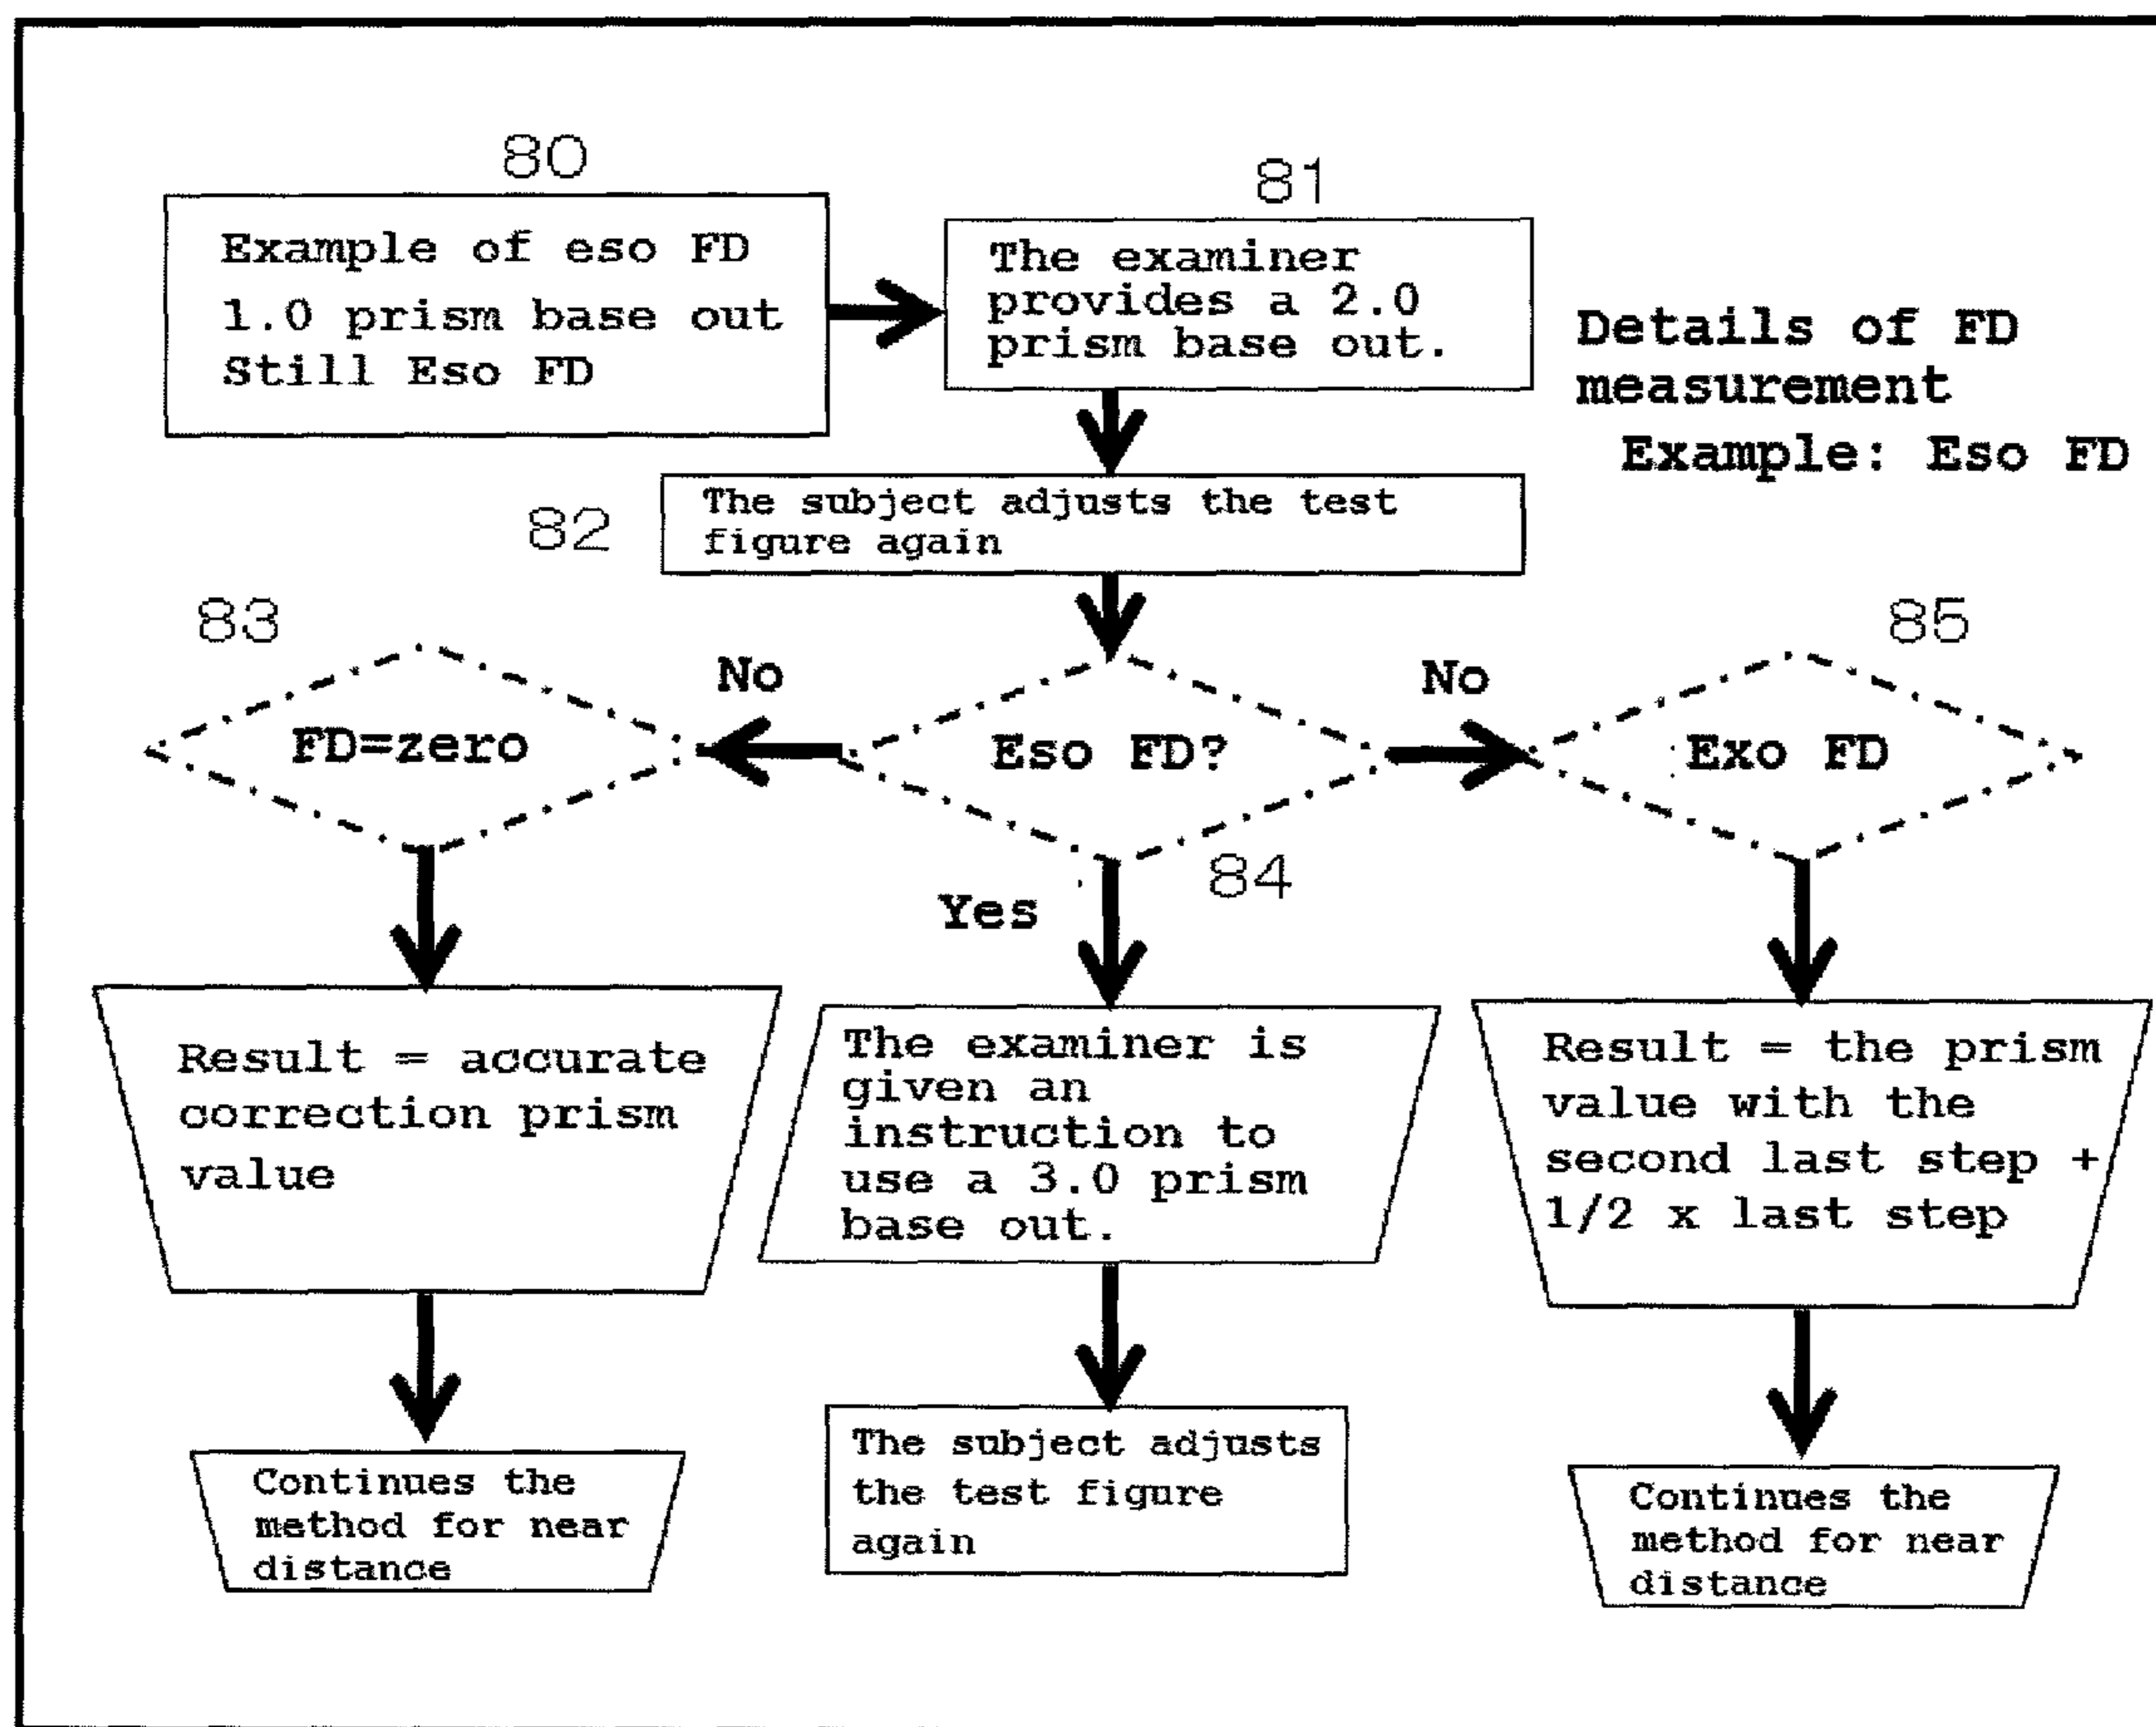 80
Example of eso FD
1.0 prism base out
Still Eso FD
81
The examiner
provides a 2.0
prism base out.
Details of FD
measurement
Example: Eso FD
82
The subject adjusts the test
figure again
83
FD=zero
No
Eso FD?
84
No
85
Exo FD
Yes
Result = accurate
correction prism
value
The examiner is
given an
instruction to
use a 3.0 prism
base out.
Result = the prism
value with the
second last step +
1/2 x last step
Continues the
method for near
distance
The subject adjusts
the test figure
again
Continues the
method for near
distance